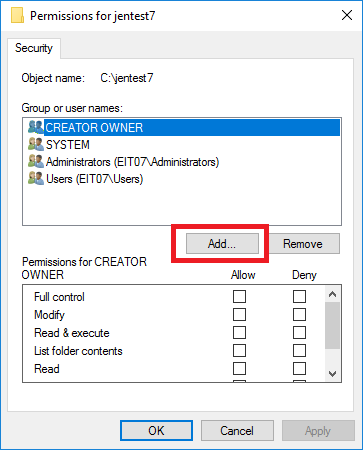 Permissions for jentest7
Security
Object name: C:\jentest7
Group or user names:
CREATOR OWNER
SYSTEM
Administrators (EIT07\Administrators)
Users (EIT07\Users)
Add... Remove
Permissions for CREATOR
OWNER Allow Deny
Full control
Modify
Read & execute
List folder contents
Read
OK Cancel Apply